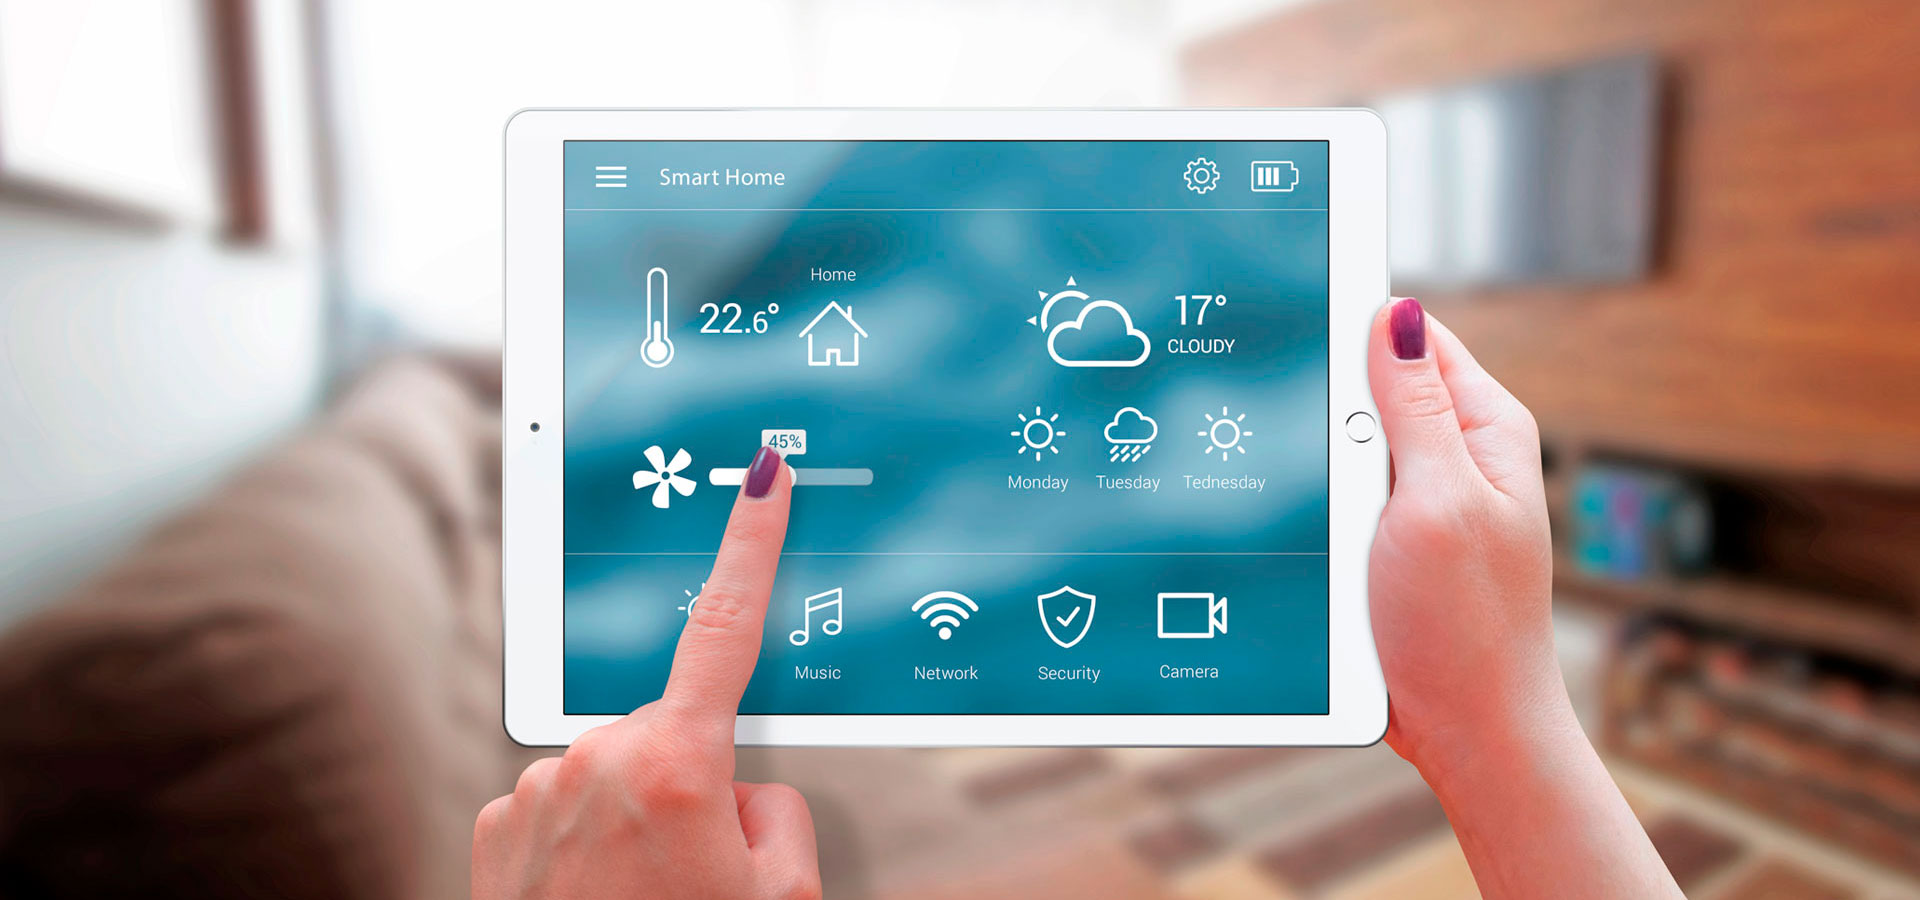 Smart Home
Home
22.6°
17°
CLOUDY
45%
Monday
Tuesday
Tednesday
Music
Network
Security
Camera